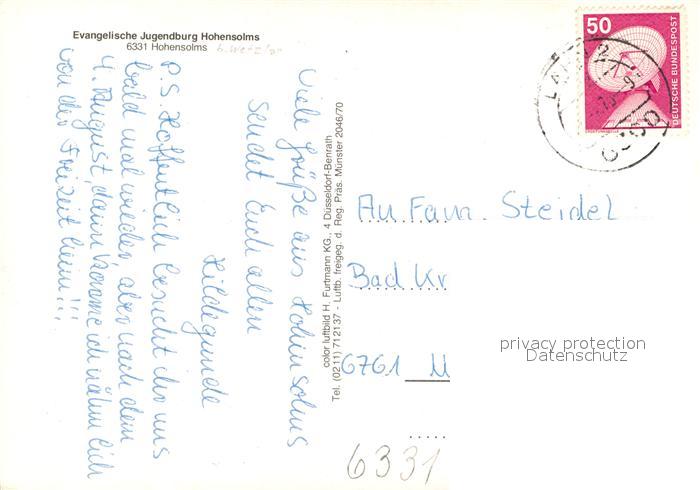 Evangelische Jugendburg Hohensolms
6331 Hohensolms b. Wetzlar
Viele Grüße aus Hohensolms
sendet Euch allen
Hildegunde
P.S. Hoffentlich besucht ihr uns
bald mal wieder, aber nach dem
4. August, dann komme ich nämlich
von der Freizeit heim!!!
color luftbild H. Furtmann KG., 4 Düsseldorf-Benrath
Tel. (0211) 712137 - Luftb. freigeg. d. Reg. Präs. Münster 2046/70
50
DEUTSCHE BUNDESPOST
An Fam. Steidel
Bad Kr
6761 M
privacy protection
Datenschutz
6331